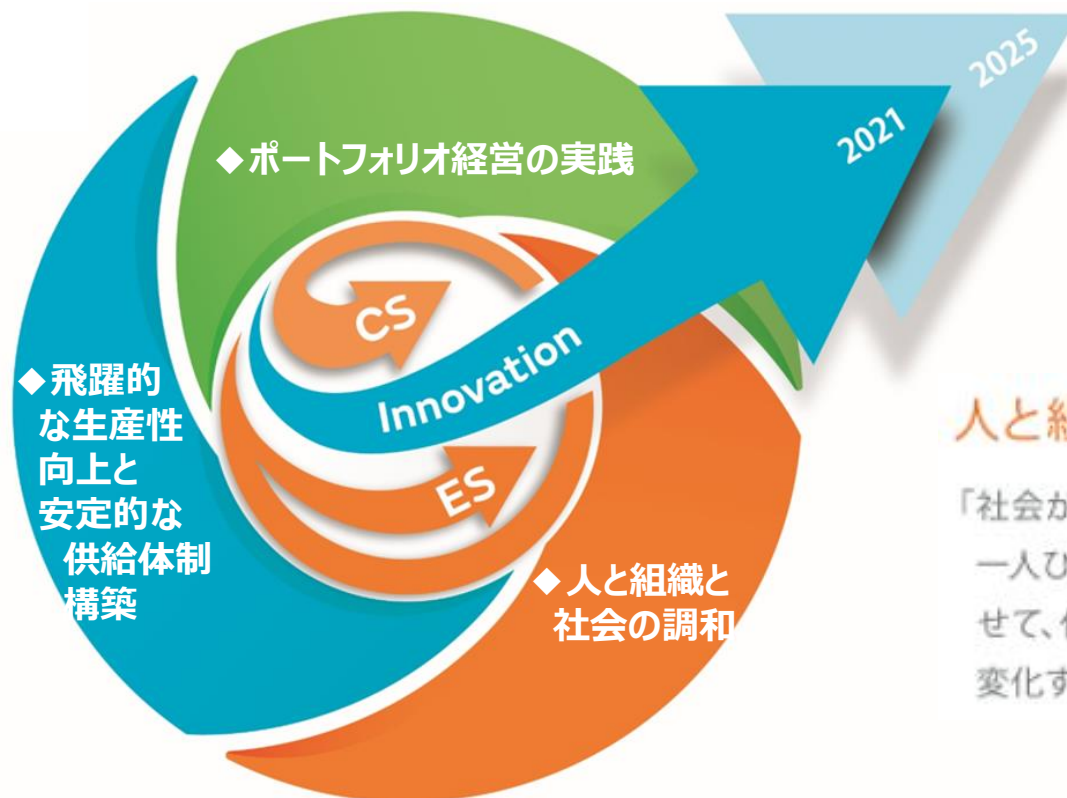 2025
2021
◆ポートフォリオ経営の実践
CS
Innovation
ES
◆飛躍的
な生産性
向上と
安定的な
供給体制
構築
◆人と組織と
社会の調和
人と
「社会が
一人ひ
せて、
変化す